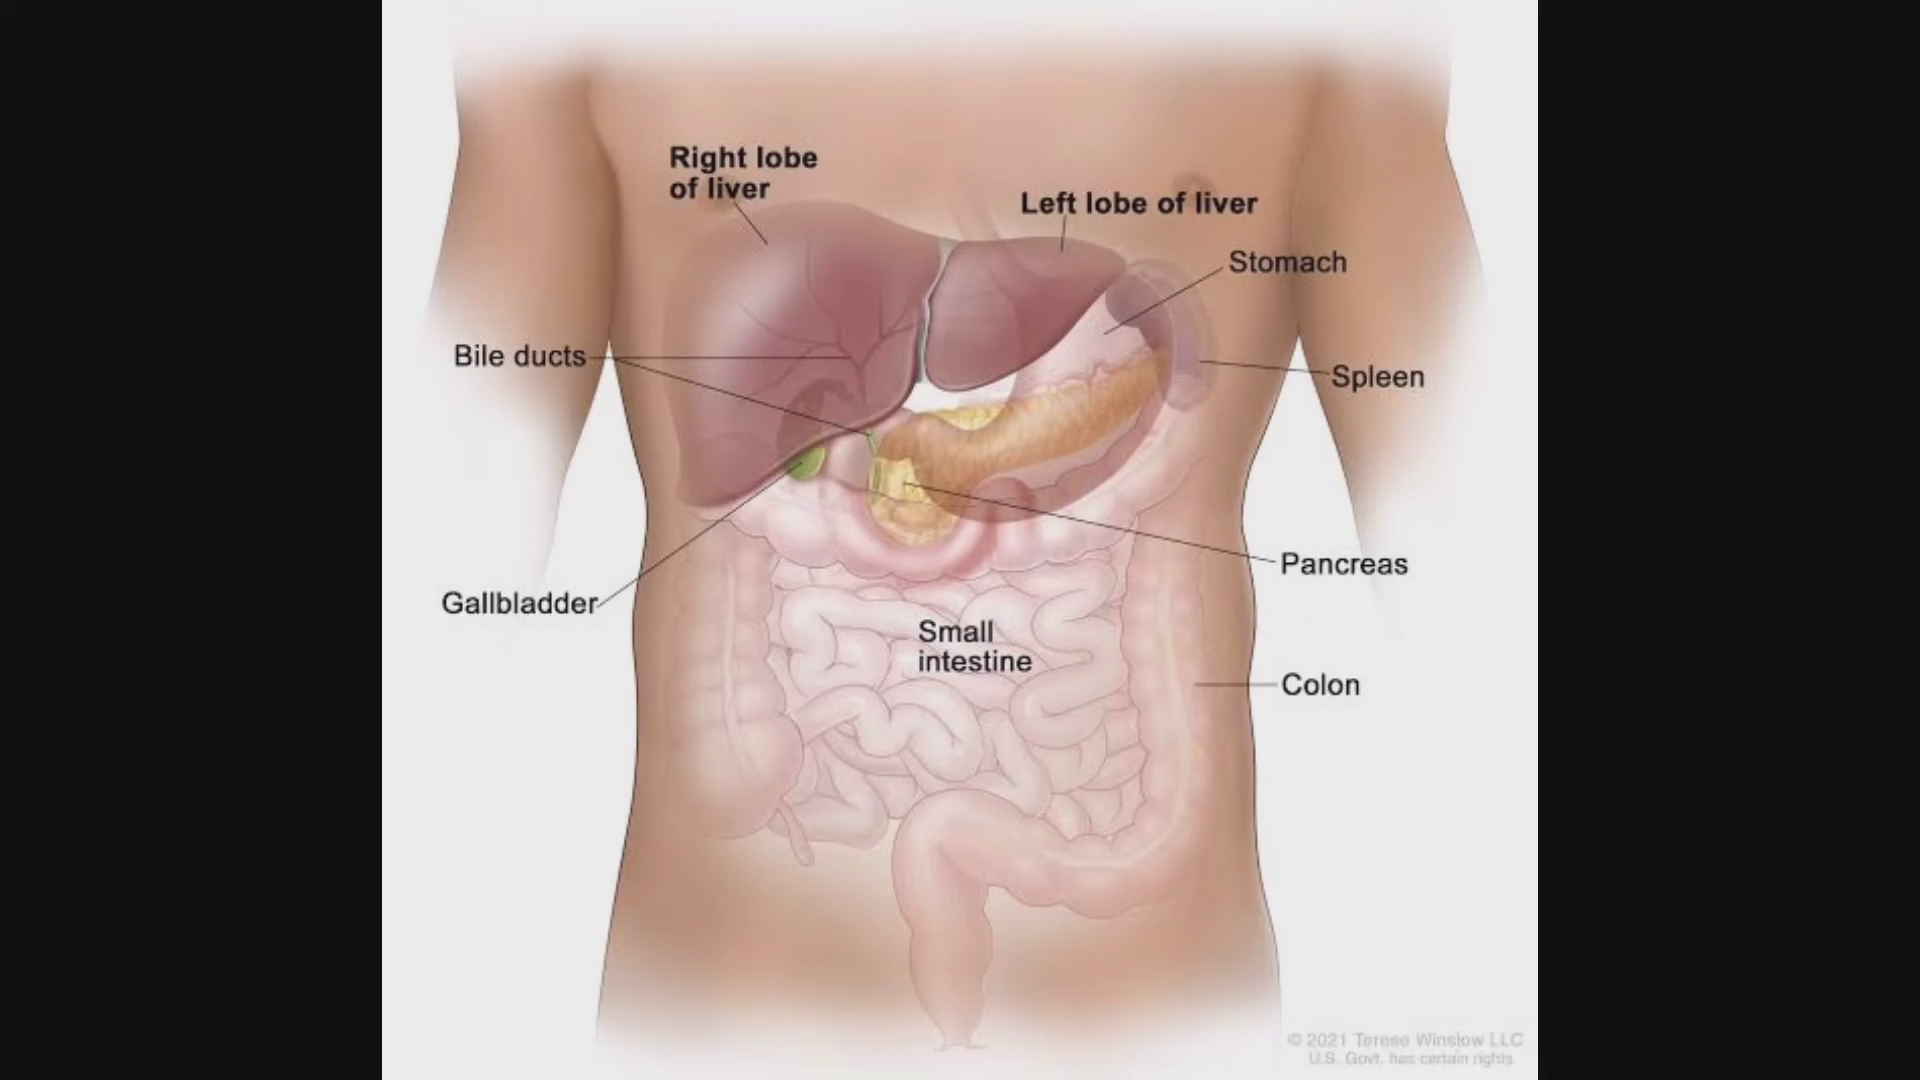 Right lobe
of liver
Left lobe of liver
Stomach
Bile ducts
Spleen
Pancreas
Gallbladder
Small
intestine
Colon
© 2021 Terese Winslow LLC
U.S. Govt. has certain rights